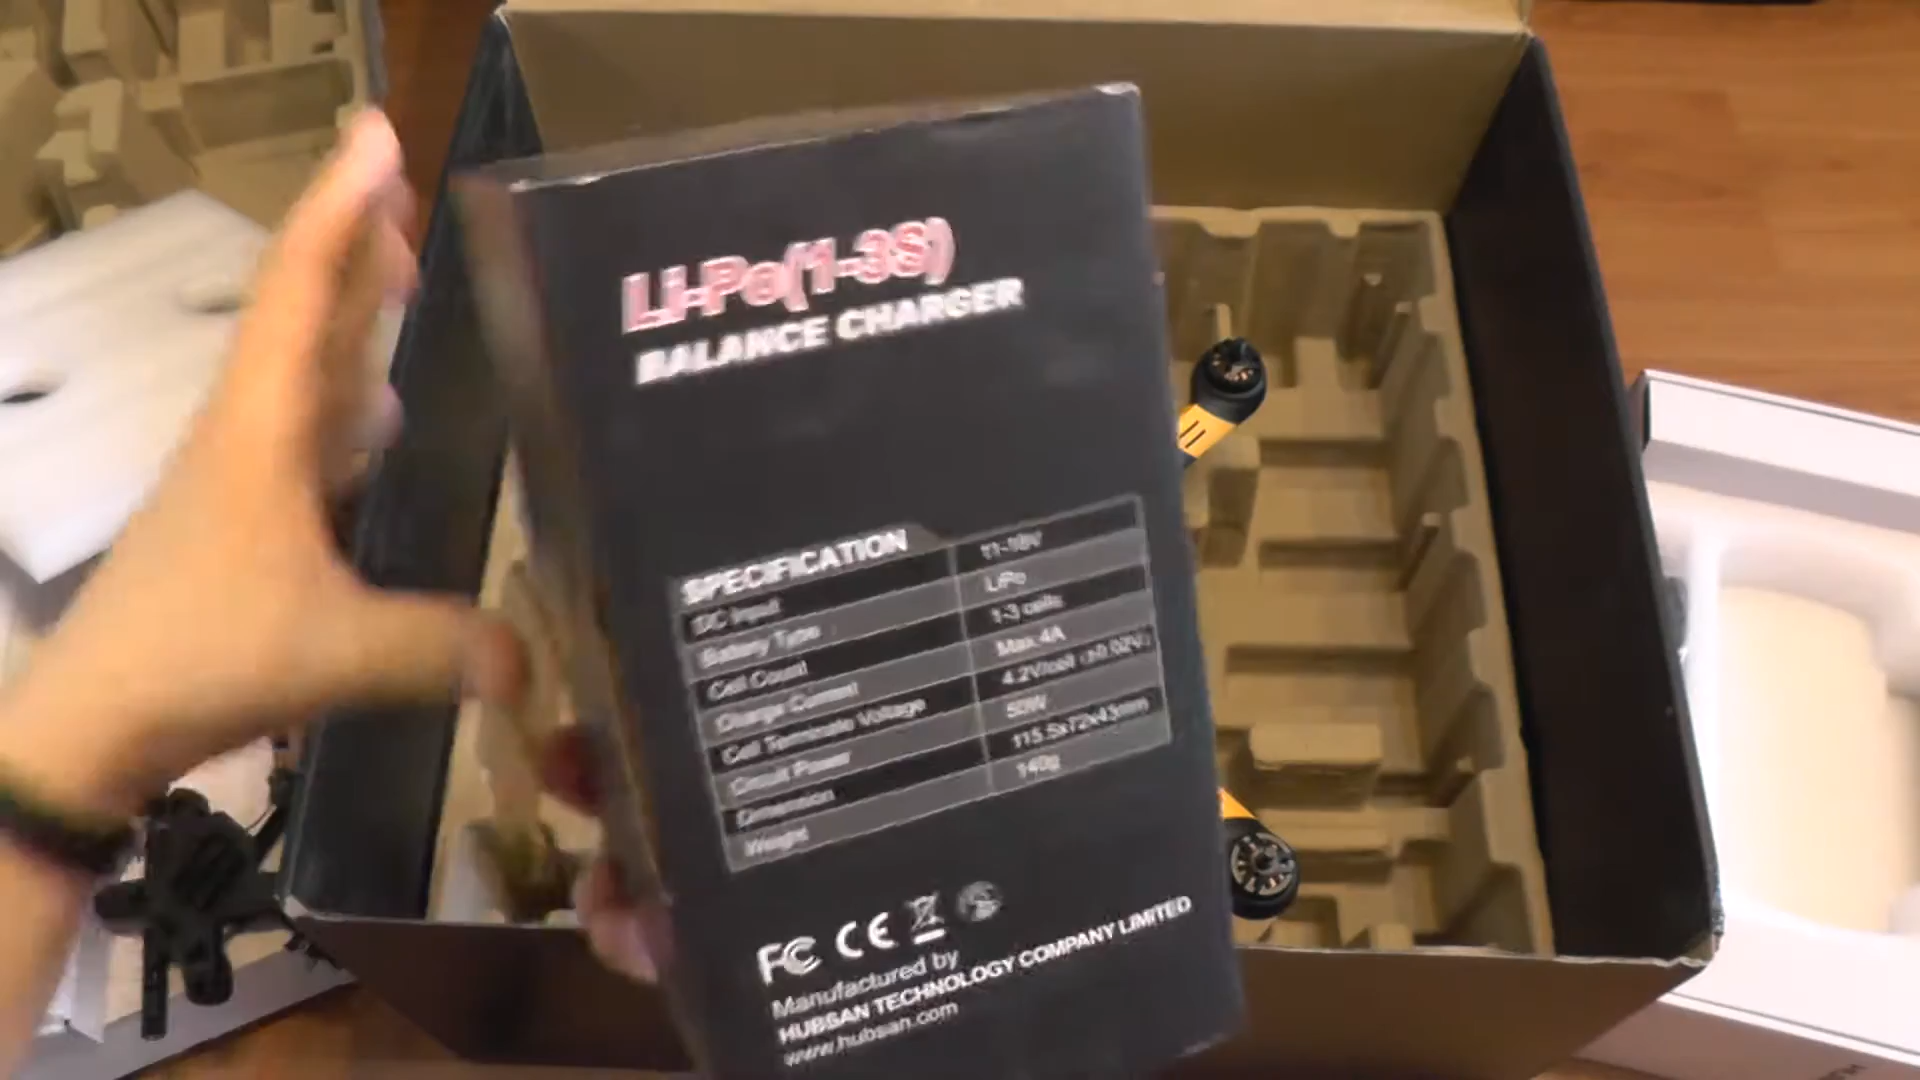 Li-Po(1-3S)
BALANCE CHARGER
SPECIFICATION
DC Input 11-18V
Battery Type LiPo
Cell Count 1-3 cells
Charge Current Max.4A
Cell Terminate Voltage 4.2V/cell (±0.02V)
Circuit Power 50W
Dimension 115.5x72x43mm
Weight 140g
FC CE
Manufactured by
HUBSAN TECHNOLOGY COMPANY LIMITED
www.hubsan.com